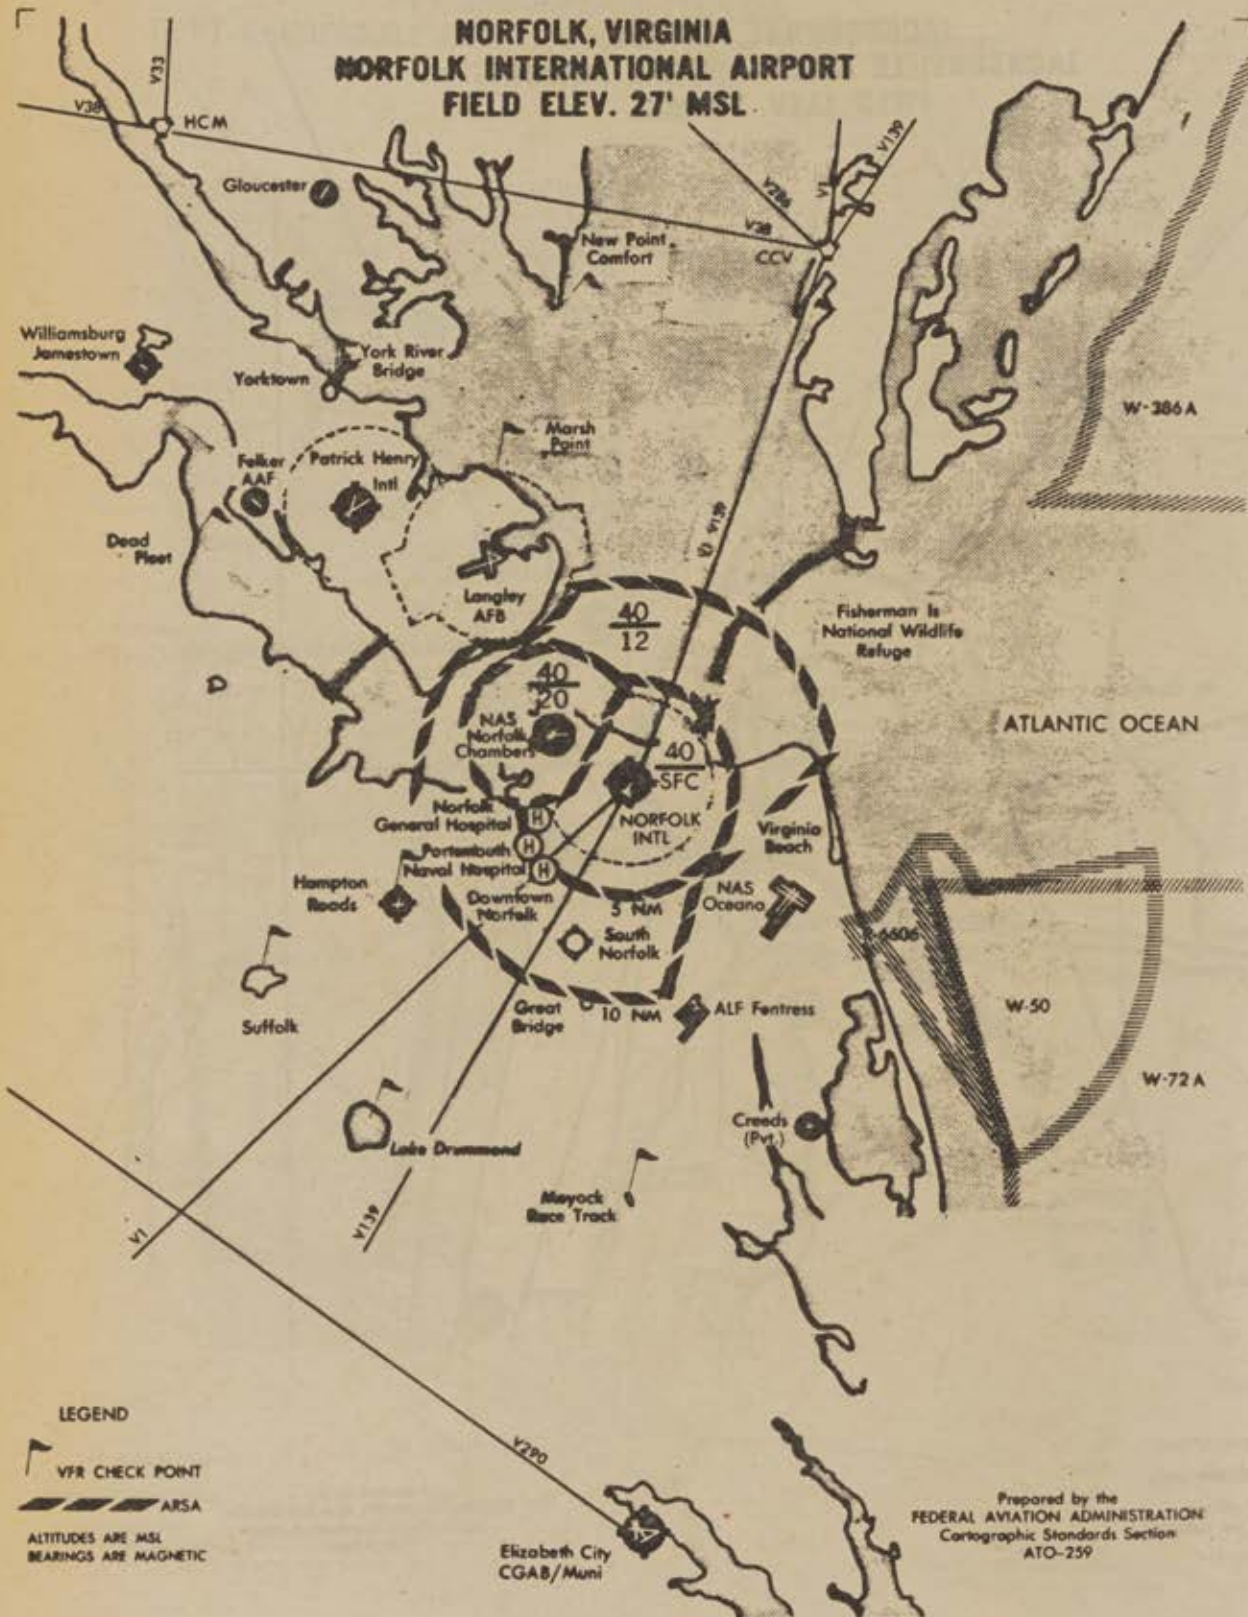 NORFOLK, VIRGINIA
NORFOLK INTERNATIONAL AIRPORT
FIELD ELEV. 27' MSL
V33
V38
HCM
Gloucester
V286
V1
V139
V38
CCV
New Point
Comfort
Williamsburg
Jamestown
York River
Bridge
Yorktown
W-386A
Marsh
Point
Felker
AAF
Patrick Henry
Intl
Dead
Fleet
V139
Langley
AFB
40
12
Fisherman Is
National Wildlife
Refuge
40
20
NAS
Norfolk
Chambers
ATLANTIC OCEAN
40
SFC
Norfolk
General Hospital
H
NORFOLK
INTL
Virginia
Beach
Portsmouth
Naval Hospital
H
H
Hampton
Roads
Downtown
Norfolk
5 NM
NAS
Oceana
South
Norfolk
R-6606
Suffolk
Great
Bridge
10 NM
ALF Fentress
W-50
W-72A
Creeds
(Pvt.)
Lake Drummond
Moyock
Race Track
V1
V139
V290
LEGEND
VFR CHECK POINT
ARSA
ALTITUDES ARE MSL
BEARINGS ARE MAGNETIC
Elizabeth City
CGAB/Muni
Prepared by the
FEDERAL AVIATION ADMINISTRATION
Cartographic Standards Section
ATO-259